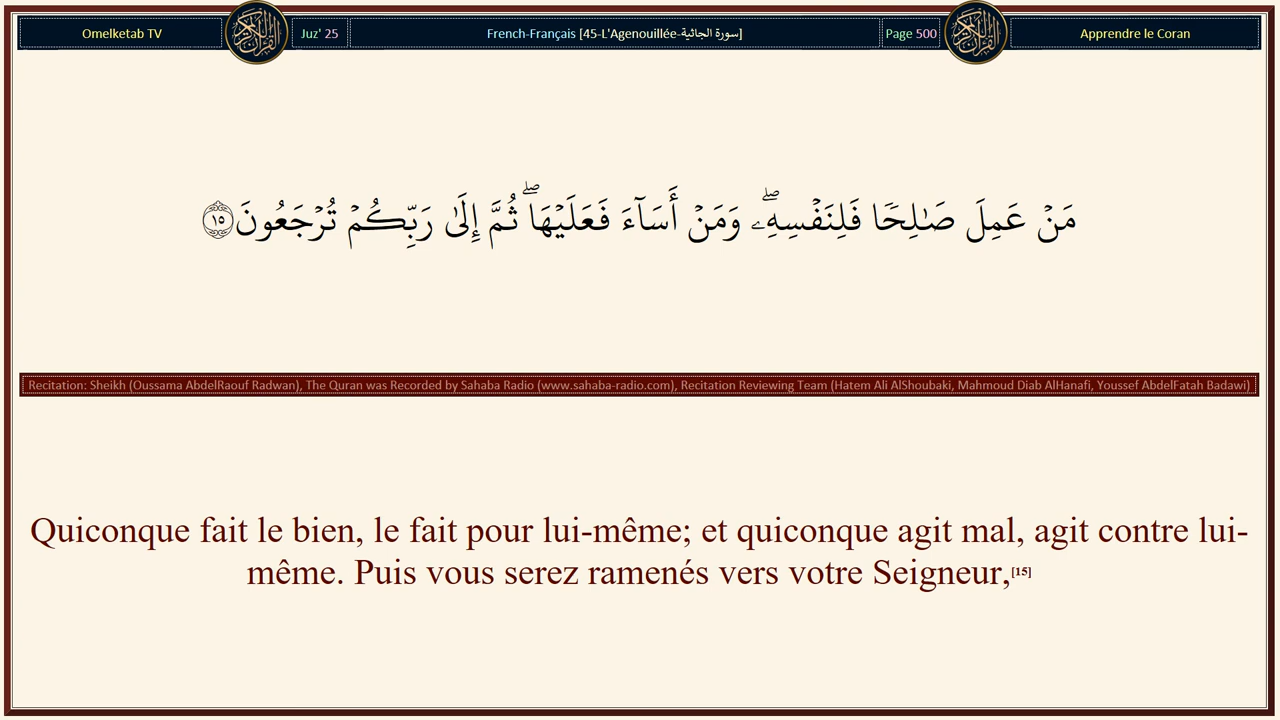 Omelketab TV
Juz' 25
French-Français [45-L'Agenouillée-سورة الجاثية]
Page 500
Apprendre le Coran
مَنۡ عَمِلَ صَٰلِحٗا فَلِنَفۡسِهِۦۖ وَمَنۡ أَسَآءَ فَعَلَيۡهَاۖ ثُمَّ إِلَىٰ رَبِّكُمۡ تُرۡجَعُونَ ١٥
Recitation: Sheikh (Oussama AbdelRaouf Radwan), The Quran was Recorded by Sahaba Radio (www.sahaba-radio.com), Recitation Reviewing Team (Hatem Ali AlShoubaki, Mahmoud Diab AlHanafi, Youssef AbdelFatah Badawi)
Quiconque fait le bien, le fait pour lui-même; et quiconque agit mal, agit contre lui-
même. Puis vous serez ramenés vers votre Seigneur,[15]